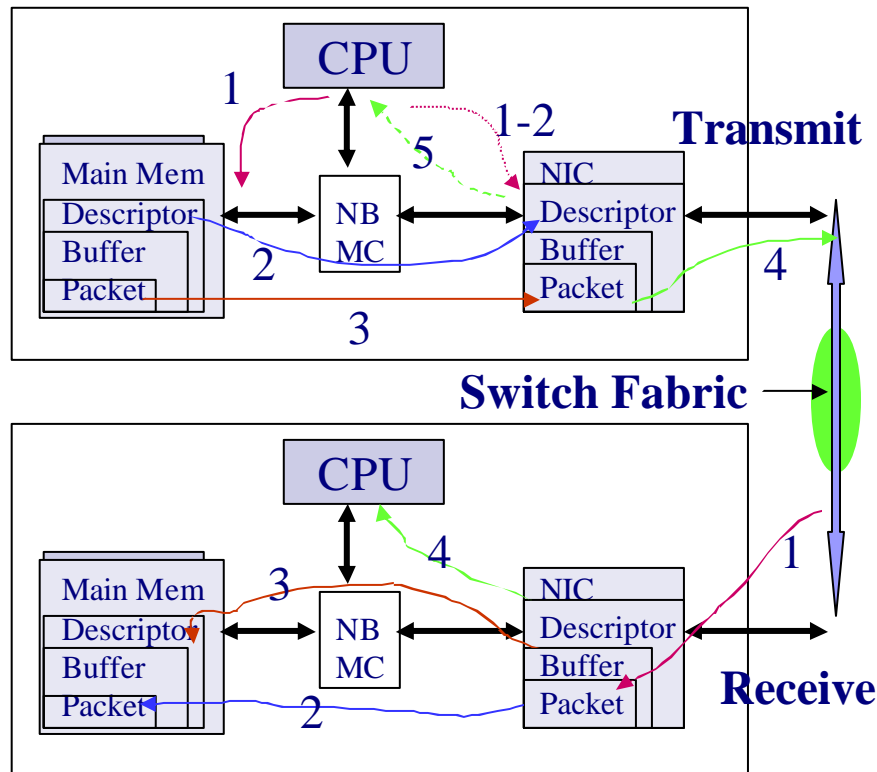 CPU
1
1-2
5
Transmit
Main Mem
Descriptor
Buffer
Packet
NB
MC
NIC
Descriptor
Buffer
Packet
2
3
4
Switch Fabric
CPU
4
3
1
Main Mem
Descriptor
Buffer
Packet
NB
MC
NIC
Descriptor
Buffer
Packet
2
Receive